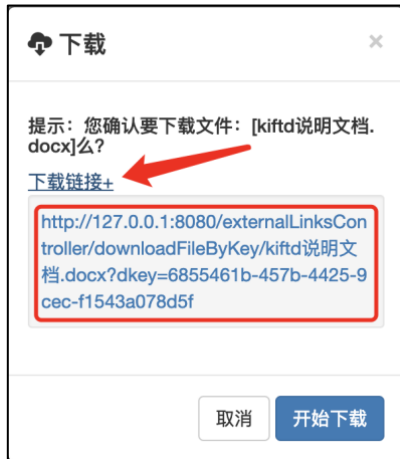 下载
×
提示：您确认要下载文件：[kiftd说明文档.
docx]么?
下载链接+
http://127.0.0.1:8080/externalLinksCon
troller/downloadFileByKey/kiftd说明文
档.docx?dkey=6855461b-457b-4425-9
cec-f1543a078d5f
取消 开始下载